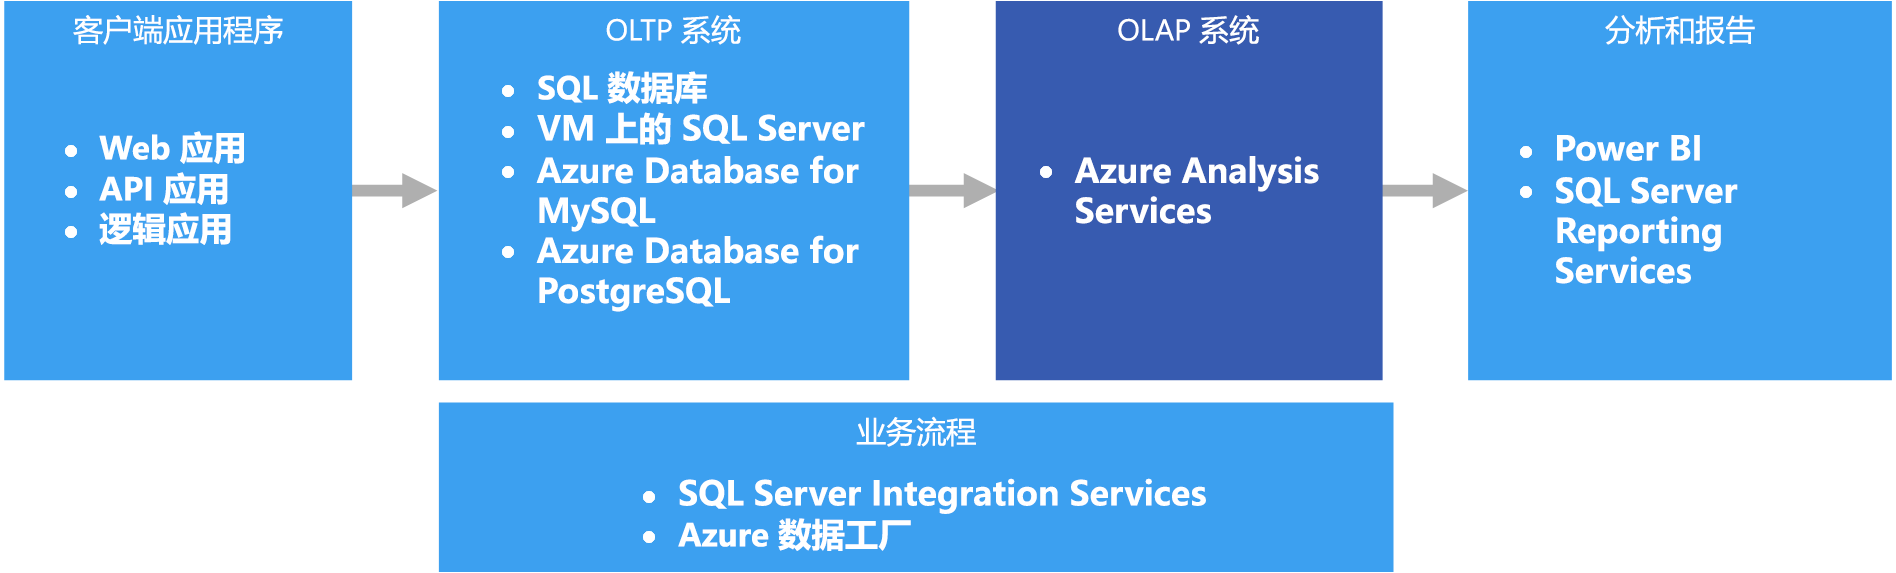 客户端应用程序
Web 应用
API 应用
逻辑应用
OLTP 系统
SQL 数据库
VM 上的 SQL Server
Azure Database for
MySQL
Azure Database for
PostgreSQL
OLAP 系统
Azure Analysis
Services
分析和报告
Power BI
SQL Server
Reporting
Services
业务流程
SQL Server Integration Services
Azure 数据工厂